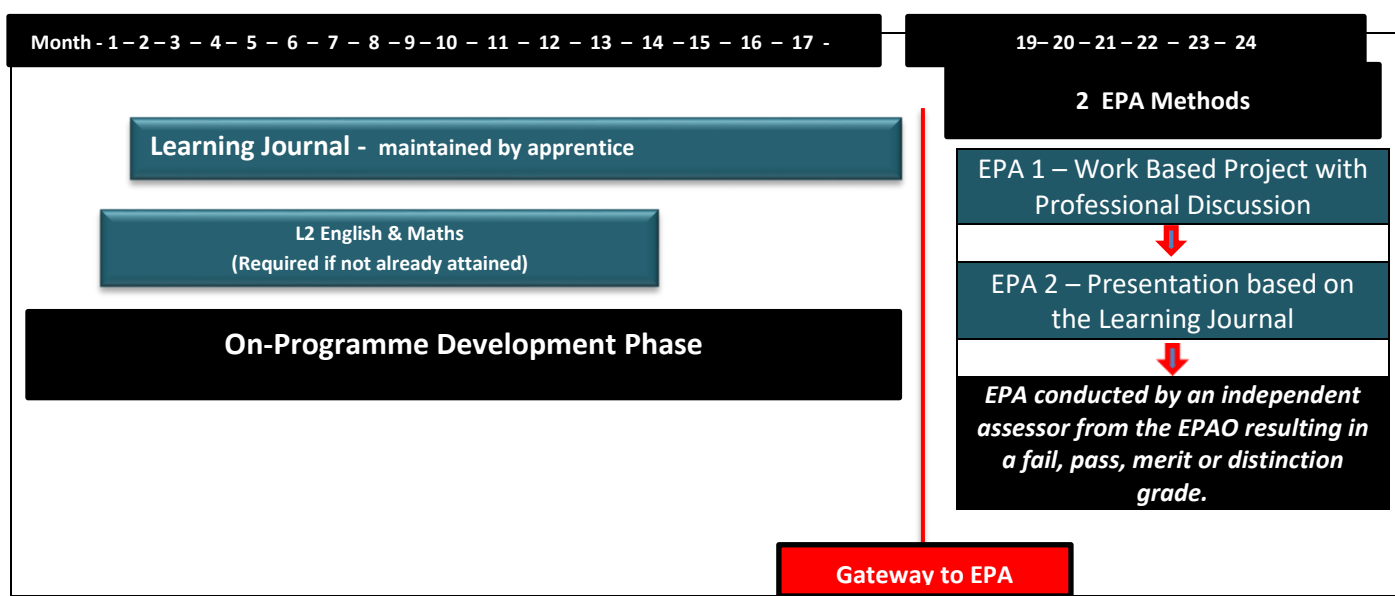 Month - 1 – 2 – 3 – 4 – 5 – 6 – 7 – 8 – 9 – 10 – 11 – 12 – 13 – 14 – 15 – 16 – 17 -
19– 20 – 21 – 22 – 23 – 24
2 EPA Methods
Learning Journal - maintained by apprentice
L2 English & Maths
(Required if not already attained)
On-Programme Development Phase
EPA 1 – Work Based Project with
Professional Discussion
EPA 2 – Presentation based on
the Learning Journal
EPA conducted by an independent
assessor from the EPAO resulting in
a fail, pass, merit or distinction
grade.
Gateway to EPA